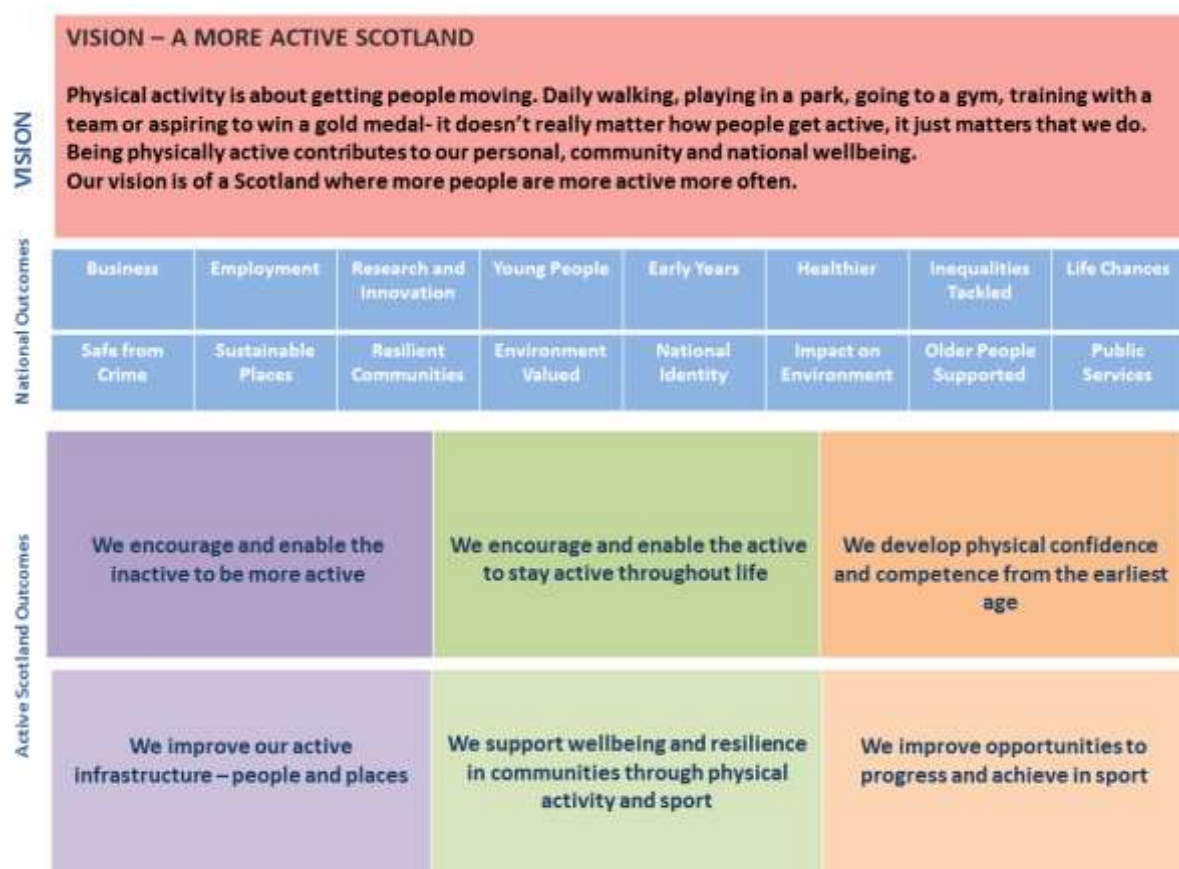 VISION
VISION – A MORE ACTIVE SCOTLAND
Physical activity is about getting people moving. Daily walking, playing in a park, going to a gym, training with a
team or aspiring to win a gold medal- it doesn't really matter how people get active, it just matters that we do.
Being physically active contributes to our personal, community and national wellbeing.
Our vision is of a Scotland where more people are more active more often.
National Outcomes
Business
Employment
Research and
Innovation
Young People
Early Years
Healthier
Inequalities
Tackled
Life Chances
Safe from
Crime
Sustainable
Places
Resilient
Communities
Environment
Valued
National
Identity
Impact on
Environment
Older People
Supported
Public
Services
Active Scotland Outcomes
We encourage and enable the
inactive to be more active
We encourage and enable the active
to stay active throughout life
We develop physical confidence
and competence from the earliest
age
We improve our active
infrastructure – people and places
We support wellbeing and resilience
in communities through physical
activity and sport
We improve opportunities to
progress and achieve in sport